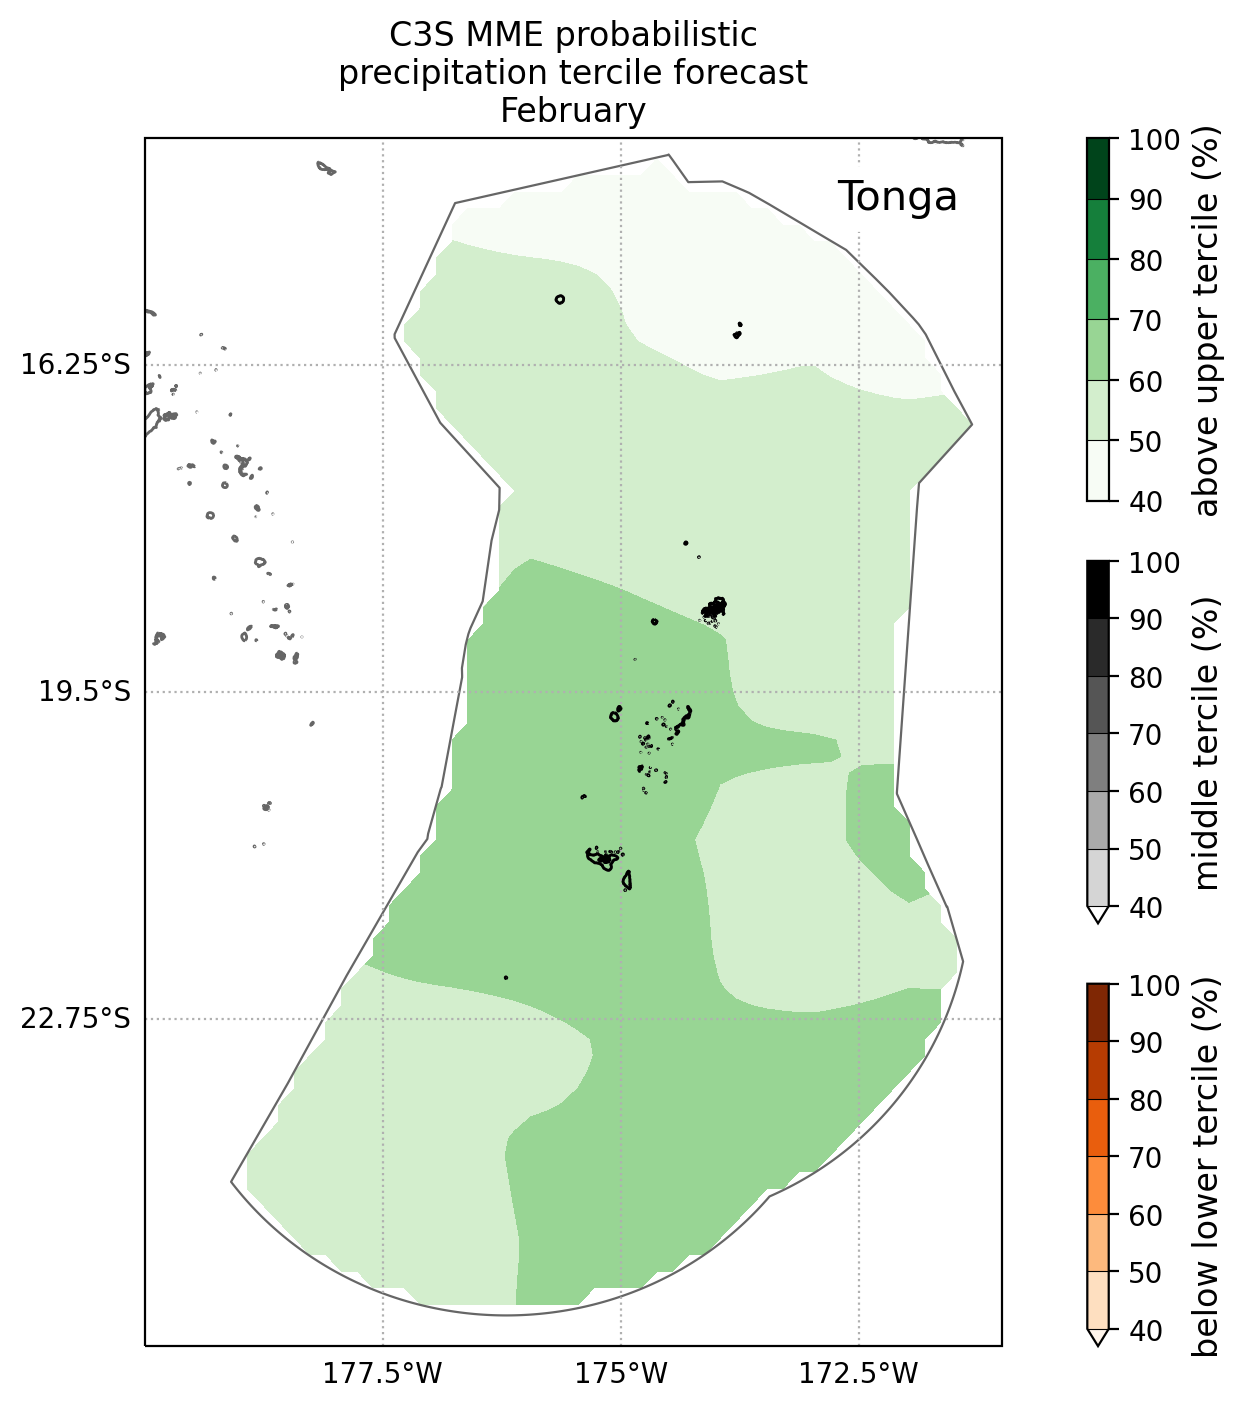 C3S MME probabilistic
precipitation tercile forecast
February
Tonga
16.25°S
19.5°S
22.75°S
177.5°W
175°W
172.5°W
100
90
80
70
60
50
40
above upper tercile (%)
100
90
80
70
60
50
40
middle tercile (%)
100
90
80
70
60
50
40
below lower tercile (%)